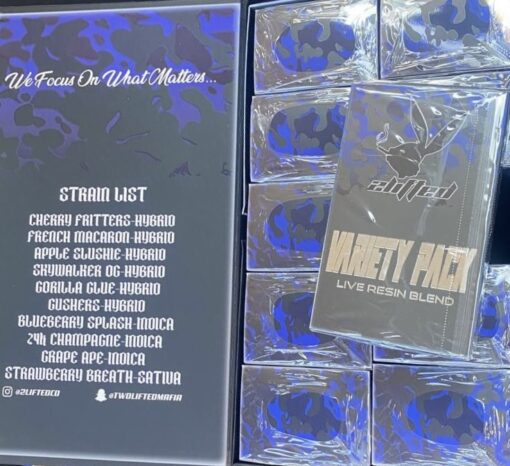 We Focus On What Matters...
STRAIN LIST
CHERRY FRITTERS-HYBRID
FRENCH MACARON-HYBRID
APPLE SLUSHIE-HYBRID
SKYWALKER OG-HYBRID
GORILLA GLUE-HYBRID
GUSHERS-HYBRID
BLUEBERRY SPLASH-INDICA
24k CHAMPAGNE-INDICA
GRAPE APE-INDICA
STRAWBERRY BREATH-SATIVA
@2LIFTEDCO
@TWOLIFTEDMAFIA
2lifted
VARIETY PACK
LIVE RESIN BLEND